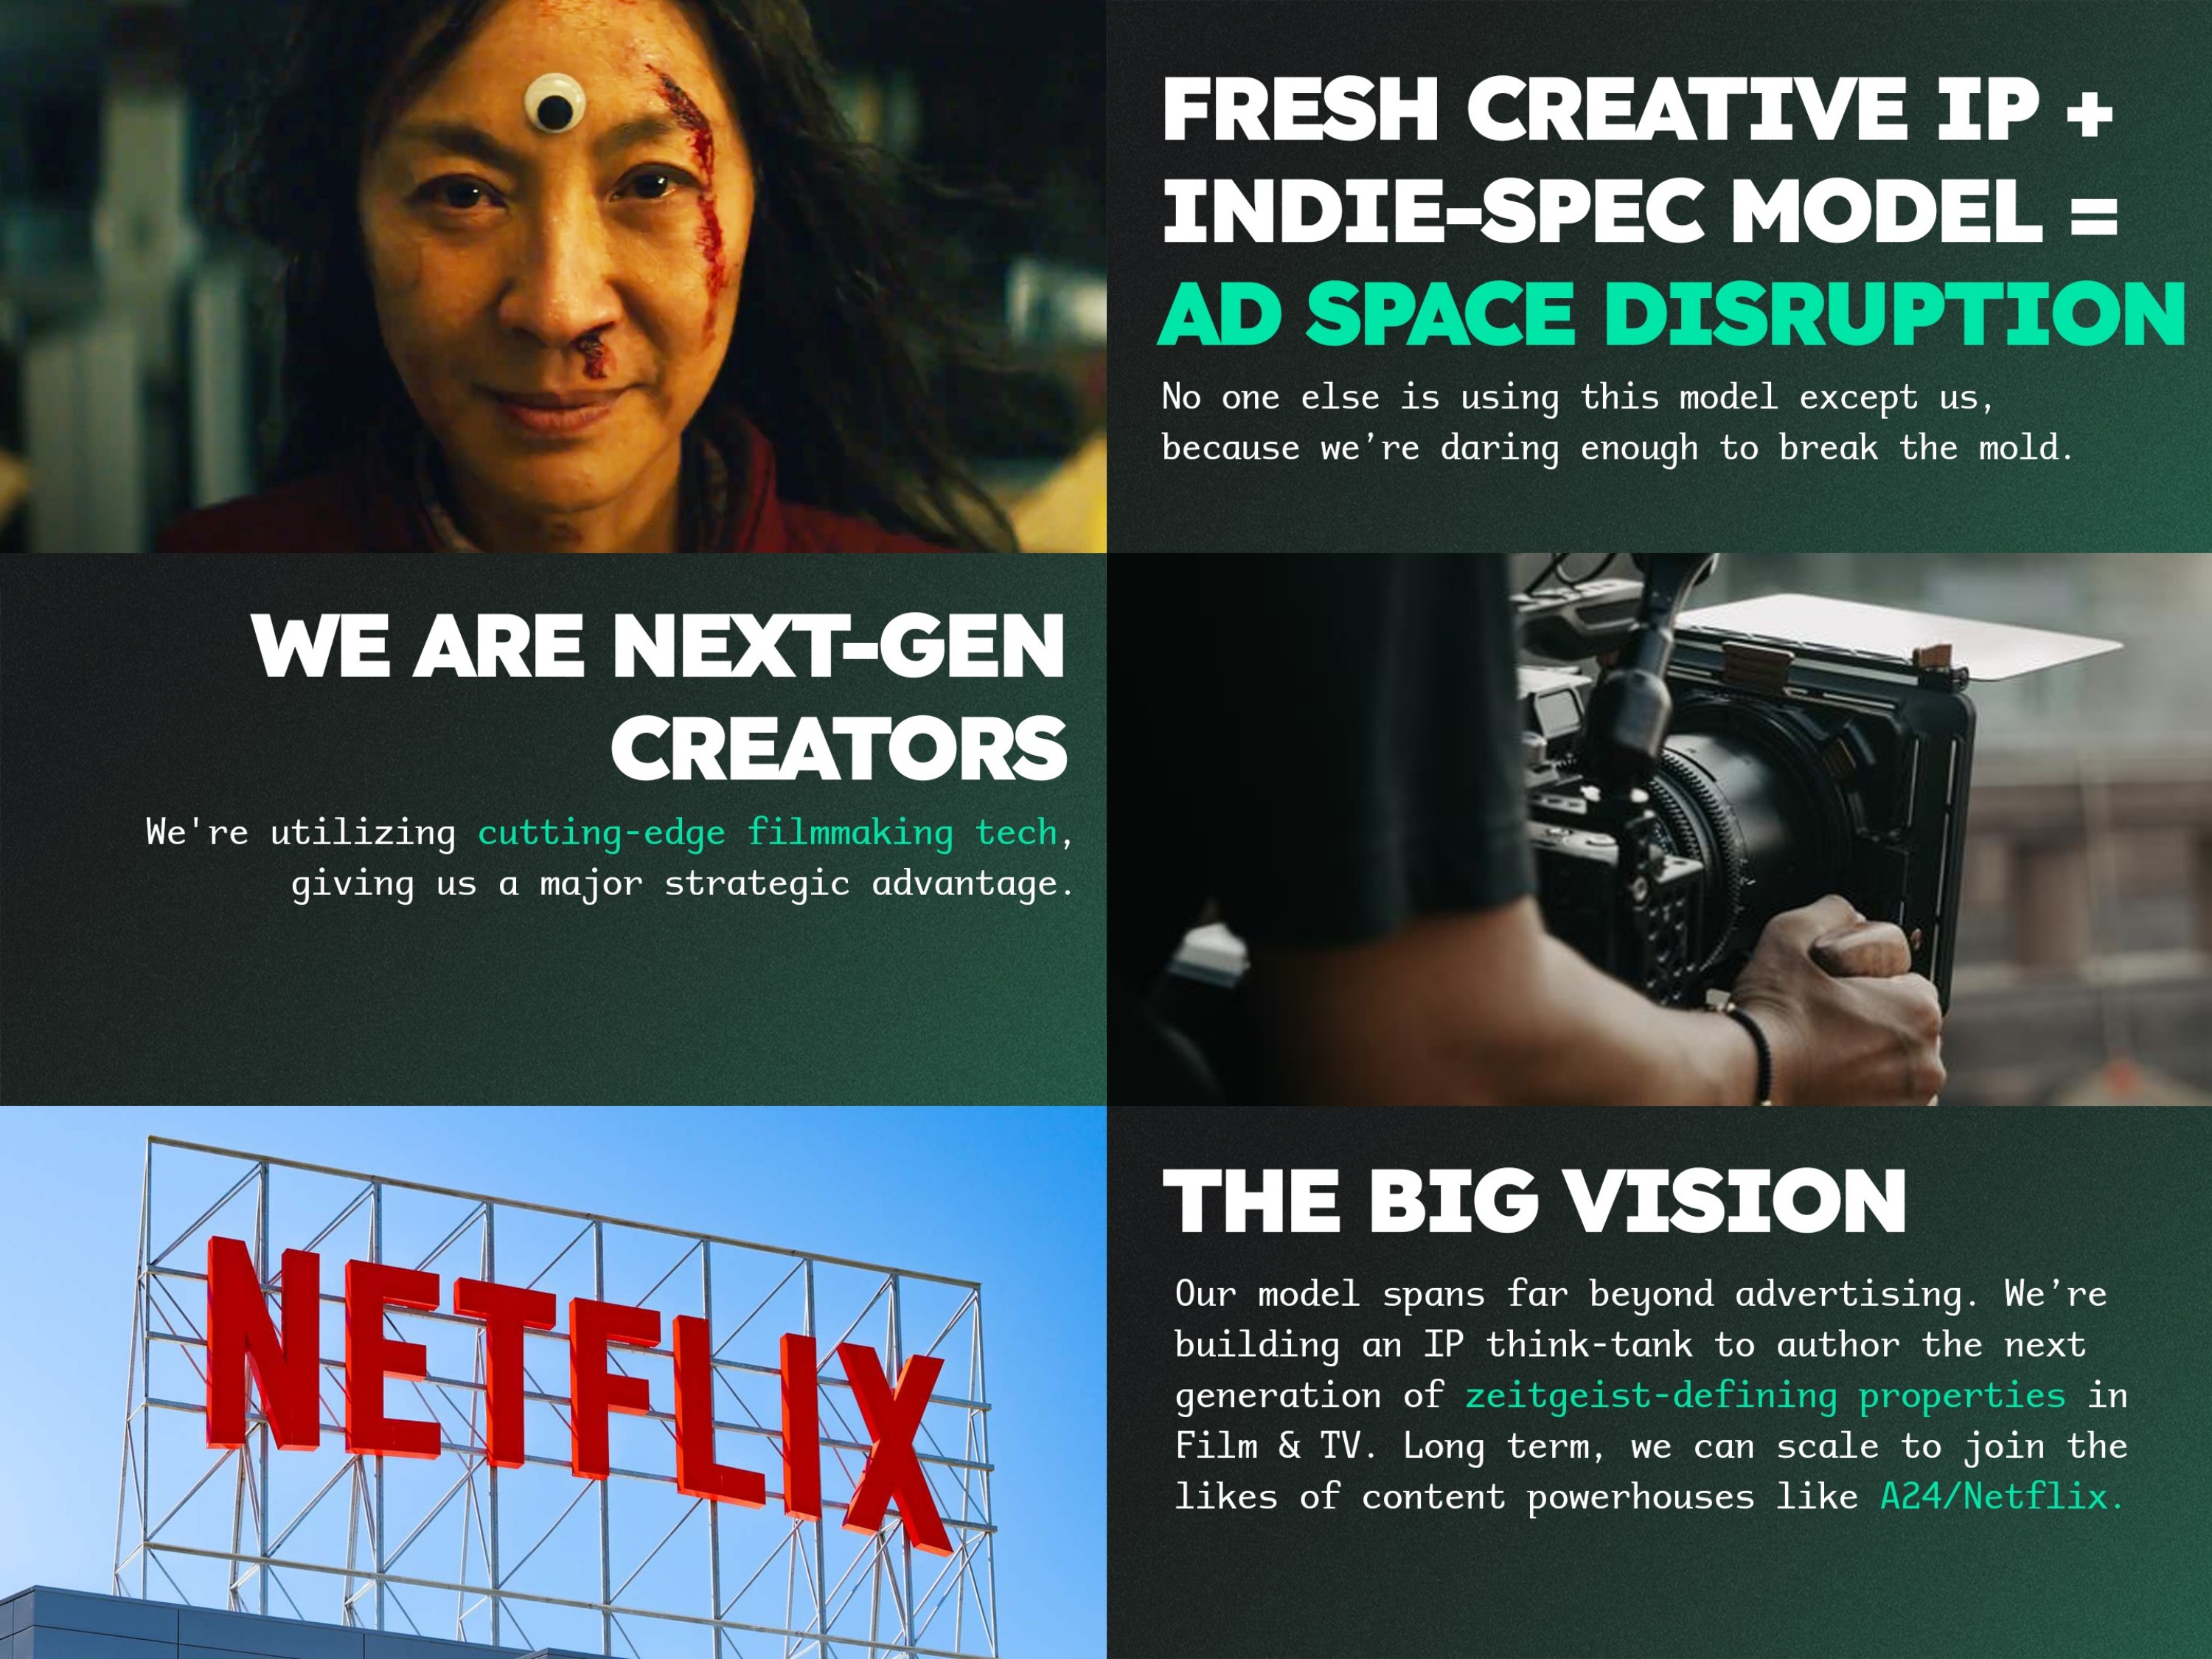 FRESH CREATIVE IP +
INDIE-SPEC MODEL =
AD SPACE DISRUPTION
No one else is using this model except us,
because we’re daring enough to break the mold.
WE ARE NEXT-GEN
CREATORS
We're utilizing cutting-edge filmmaking tech,
giving us a major strategic advantage.
NETFLIX
THE BIG VISION
Our model spans far beyond advertising. We’re
building an IP think-tank to author the next
generation of zeitgeist-defining properties in
Film & TV. Long term, we can scale to join the
likes of content powerhouses like A24/Netflix.